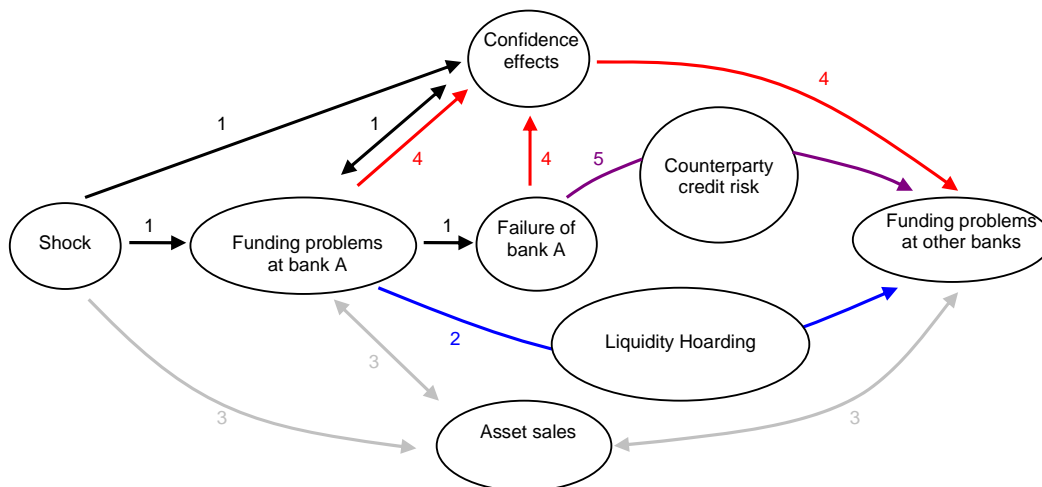 Confidence
effects
4
1
1
4
4
5
Counterparty
credit risk
Shock
1
Funding problems
at bank A
1
Failure of
bank A
Funding problems
at other banks
2
Liquidity Hoarding
3
3
3
Asset sales